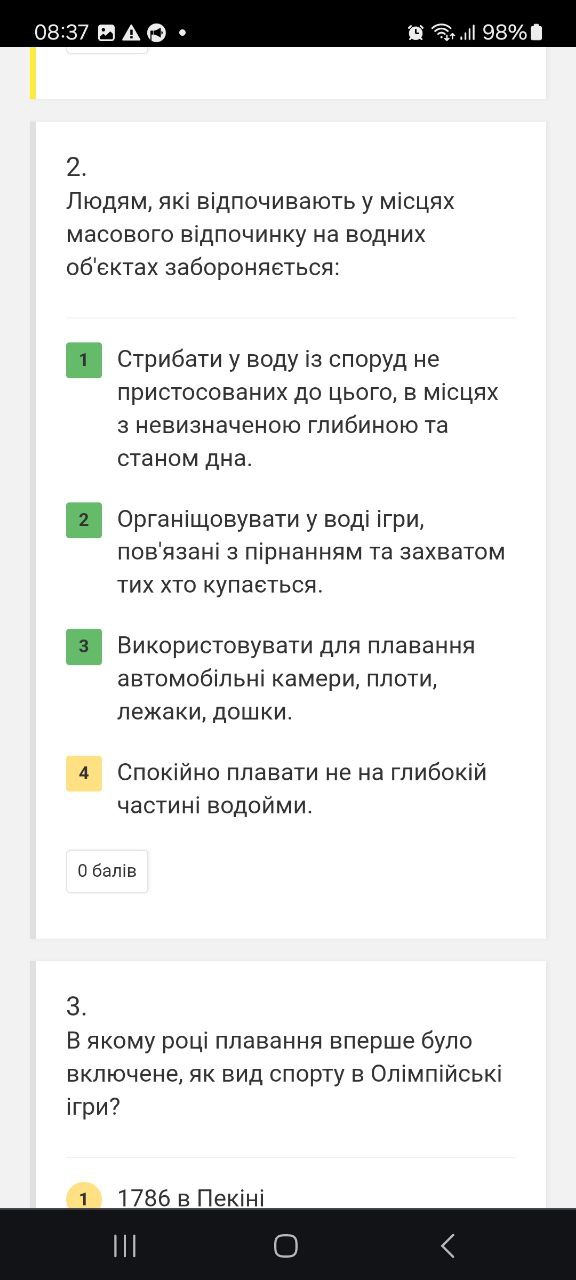 08:37
98%
2.
Людям, які відпочивають у місцях
масового відпочинку на водних
об'єктах забороняється:
1
Стрибати у воду із споруд не
пристосованих до цього, в місцях
з невизначеною глибиною та
станом дна.
2
Організщовувати у воді ігри,
пов'язані з пірнанням та захватом
тих хто купається.
3
Використовувати для плавання
автомобільні камери, плоти,
лежаки, дошки.
4
Спокійно плавати не на глибокій
частині водойми.
0 балів
3.
В якому році плавання вперше було
включене, як вид спорту в Олімпійські
ігри?
1
1786 в Пекіні